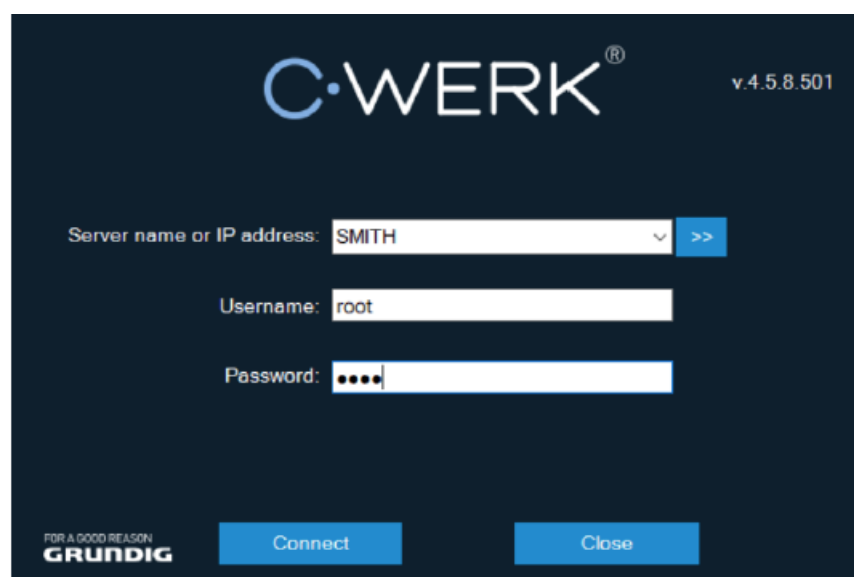 C·WERK®
v.4.5.8.501
Server name or IP address: SMITH >>
Username: root
Password: ••••
FOR A GOOD REASON
GRUNDIG
Connect
Close